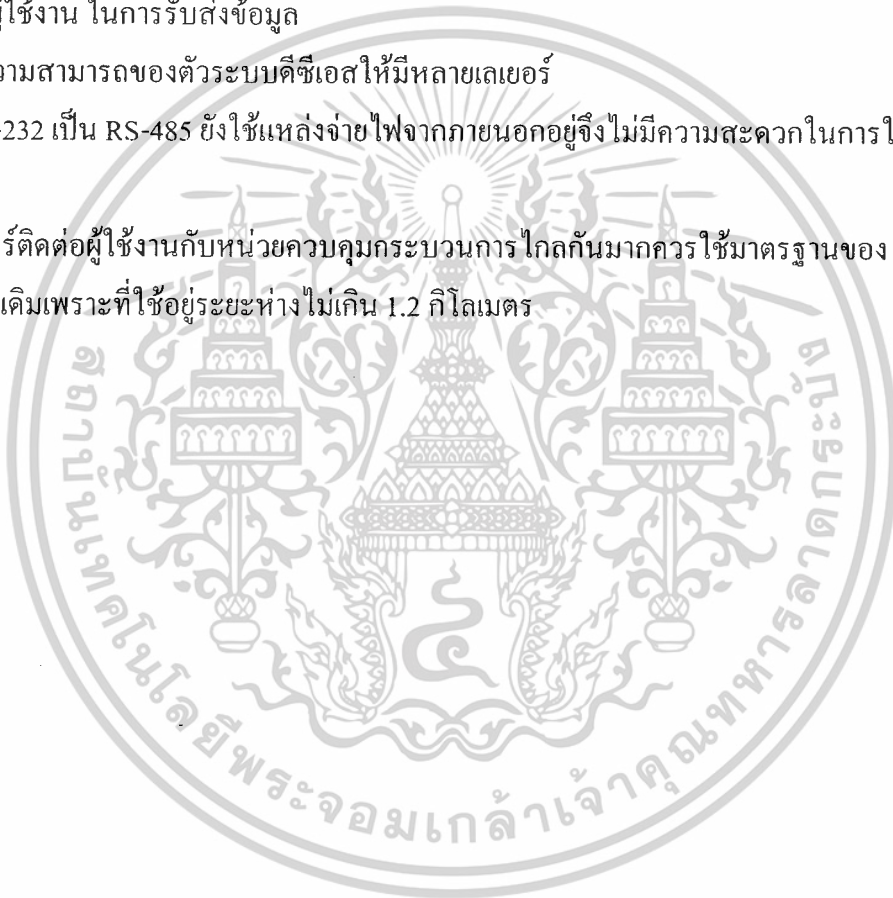 ผู้ใช้งาน ในการรับส่งข้อมูล
วามสามารถของตัวระบบดีซีเอสให้มีหลายเลเยอร์
-232 เป็น RS-485 ยังใช้แหล่งจ่ายไฟจากภายนอกอยู่จึงไม่มีความสะดวกในการใ
ร์ติดต่อผู้ใช้งานกับหน่วยควบคุมกระบวนการไกลกันมากควรใช้มาตรฐานของ
เดิมเพราะที่ใช้อยู่ระยะห่างไม่เกิน 1.2 กิโลเมตร
สถาบันเทคโนโลยีพระจอมเกล้าเจ้าคุณทหารลาดกระบัง